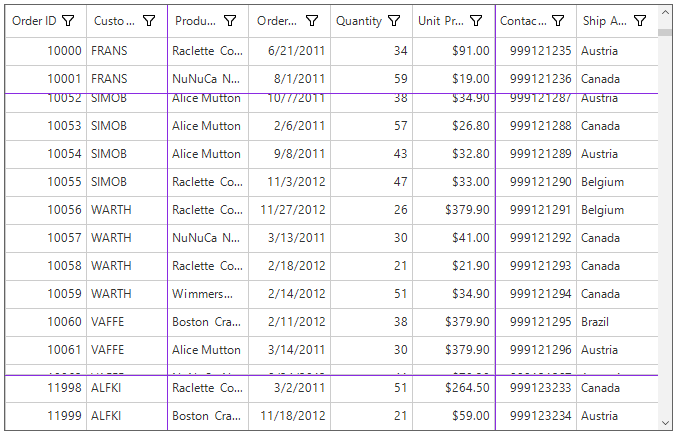 Order ID Custo... Produ... Order... Quantity Unit Pr... Contac... Ship A...
10000 FRANS Raclette Co... 6/21/2011 34 $91.00 999121235 Austria
10001 FRANS NuNuCa N... 8/1/2011 59 $19.00 999121236 Canada
10052 SIMOB Alice Mutton 10/7/2011 38 $34.90 999121287 Austria
10053 SIMOB Alice Mutton 2/6/2011 57 $26.80 999121288 Canada
10054 SIMOB Alice Mutton 9/8/2011 43 $32.80 999121289 Austria
10055 SIMOB Raclette Co... 11/3/2012 47 $33.00 999121290 Belgium
10056 WARTH Raclette Co... 11/27/2012 26 $379.90 999121291 Belgium
10057 WARTH NuNuCa N... 3/13/2011 30 $41.00 999121292 Canada
10058 WARTH Raclette Co... 2/18/2012 21 $21.90 999121293 Canada
10059 WARTH Wimmers... 2/14/2012 51 $34.90 999121294 Canada
10060 VAFFE Boston Cra... 2/11/2012 38 $379.90 999121295 Brazil
10061 VAFFE Alice Mutton 3/14/2011 30 $379.90 999121296 Austria
11998 ALFKI Raclette Co... 3/2/2011 51 $264.50 999123233 Canada
11999 ALFKI Boston Cra... 11/18/2012 21 $59.00 999123234 Austria